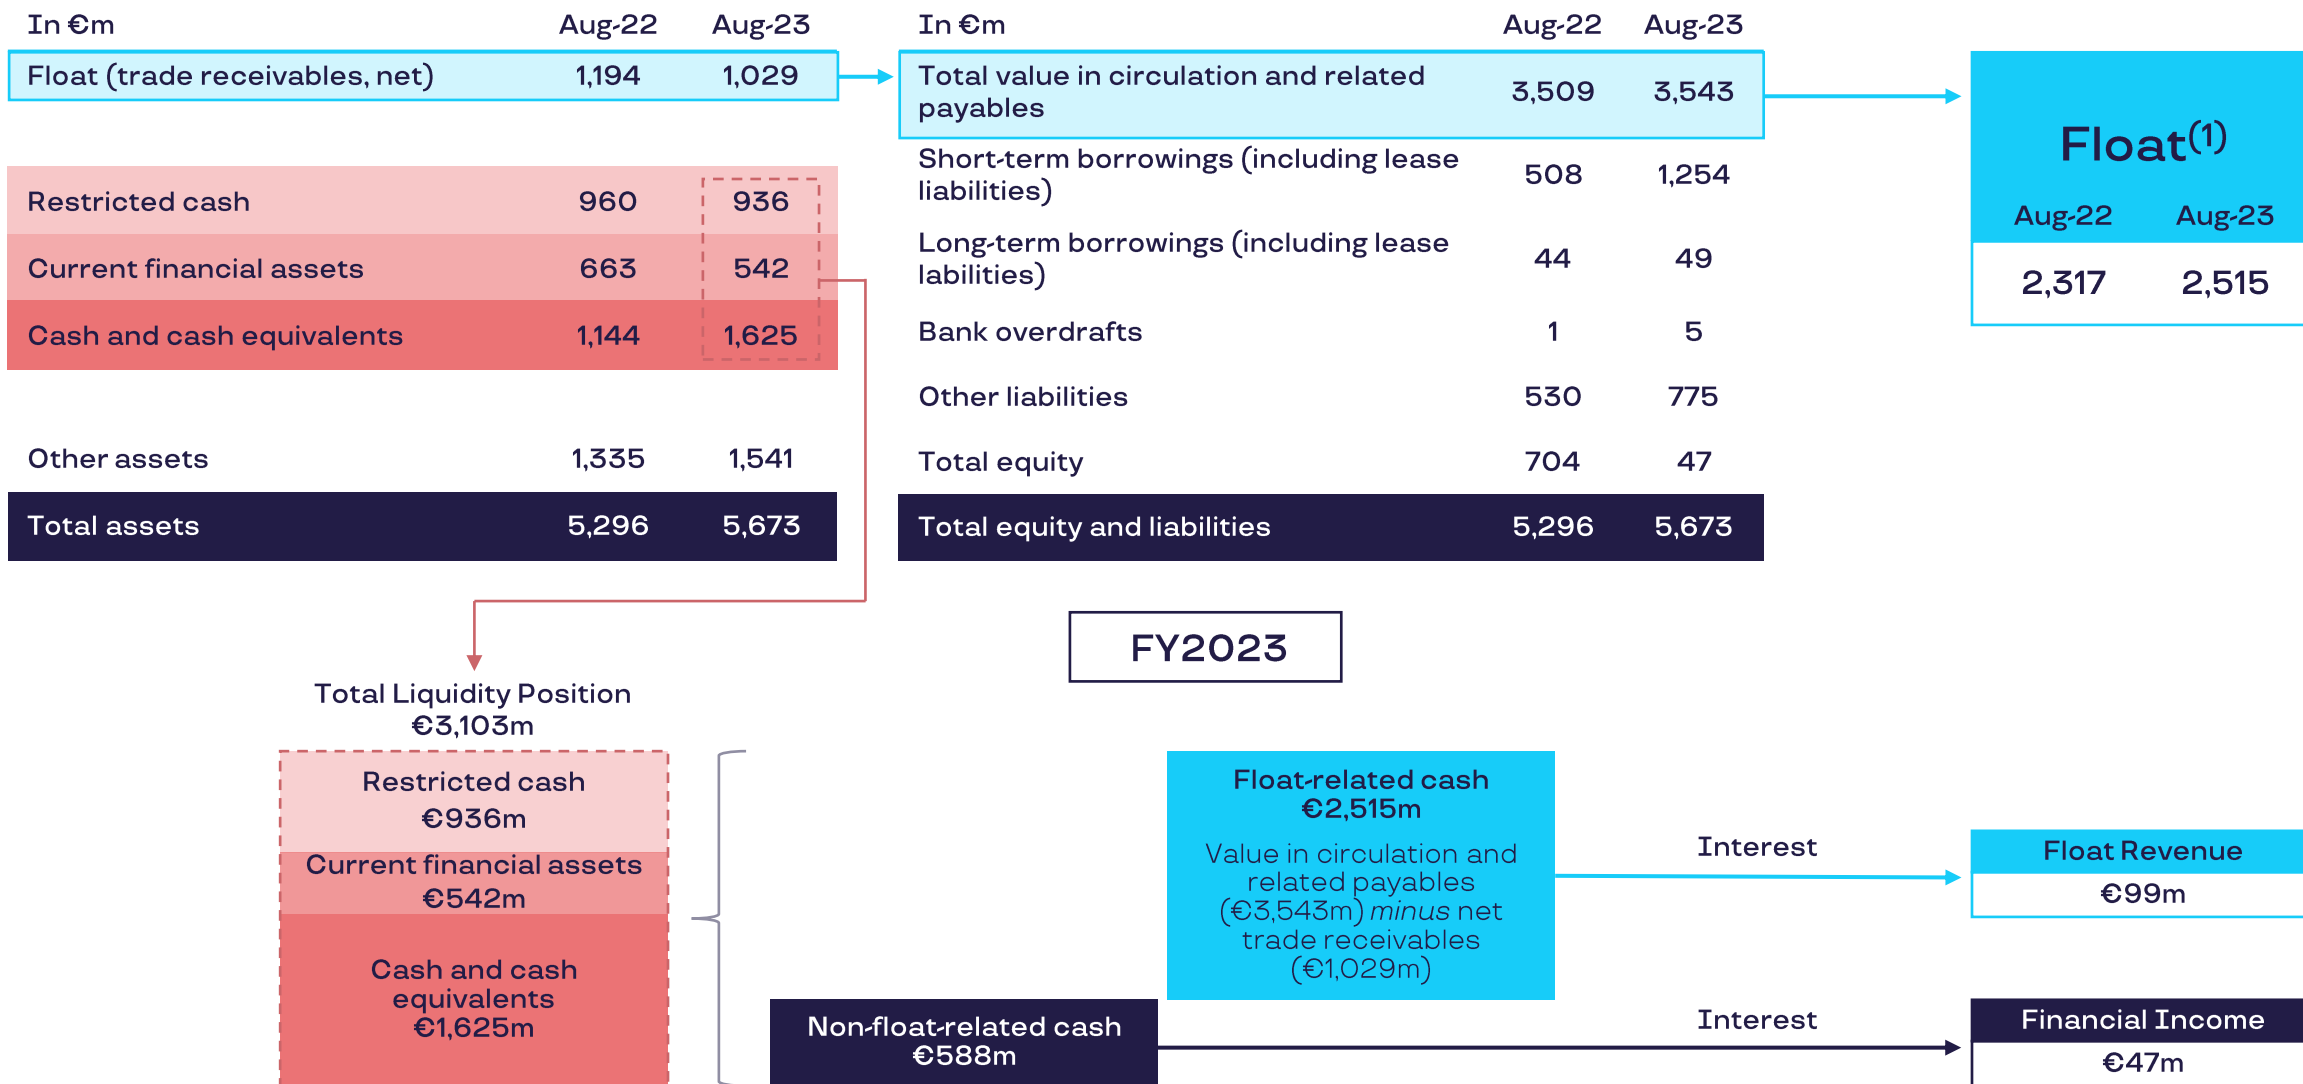 In €m Aug-22 Aug-23
Float (trade receivables, net) 1,194 1,029
Restricted cash 960 936
Current financial assets 663 542
Cash and cash equivalents 1,144 1,625
Other assets 1,335 1,541
Total assets 5,296 5,673
In €m Aug-22 Aug-23
Total value in circulation and related
payables 3,509 3,543
Short-term borrowings (including lease
liabilities) 508 1,254
Long-term borrowings (including lease
labilities) 44 49
Bank overdrafts 1 5
Other liabilities 530 775
Total equity 704 47
Total equity and liabilities 5,296 5,673
Float(1)
Aug-22 Aug-23
2,317 2,515
FY2023
Total Liquidity Position
€3,103m
Restricted cash
€936m
Current financial assets
€542m
Cash and cash
equivalents
€1,625m
Float-related cash
€2,515m
Value in circulation and
related payables
(€3,543m) minus net
trade receivables
(€1,029m)
Interest
Float Revenue
€99m
Non-float-related cash
€588m
Interest
Financial Income
€47m